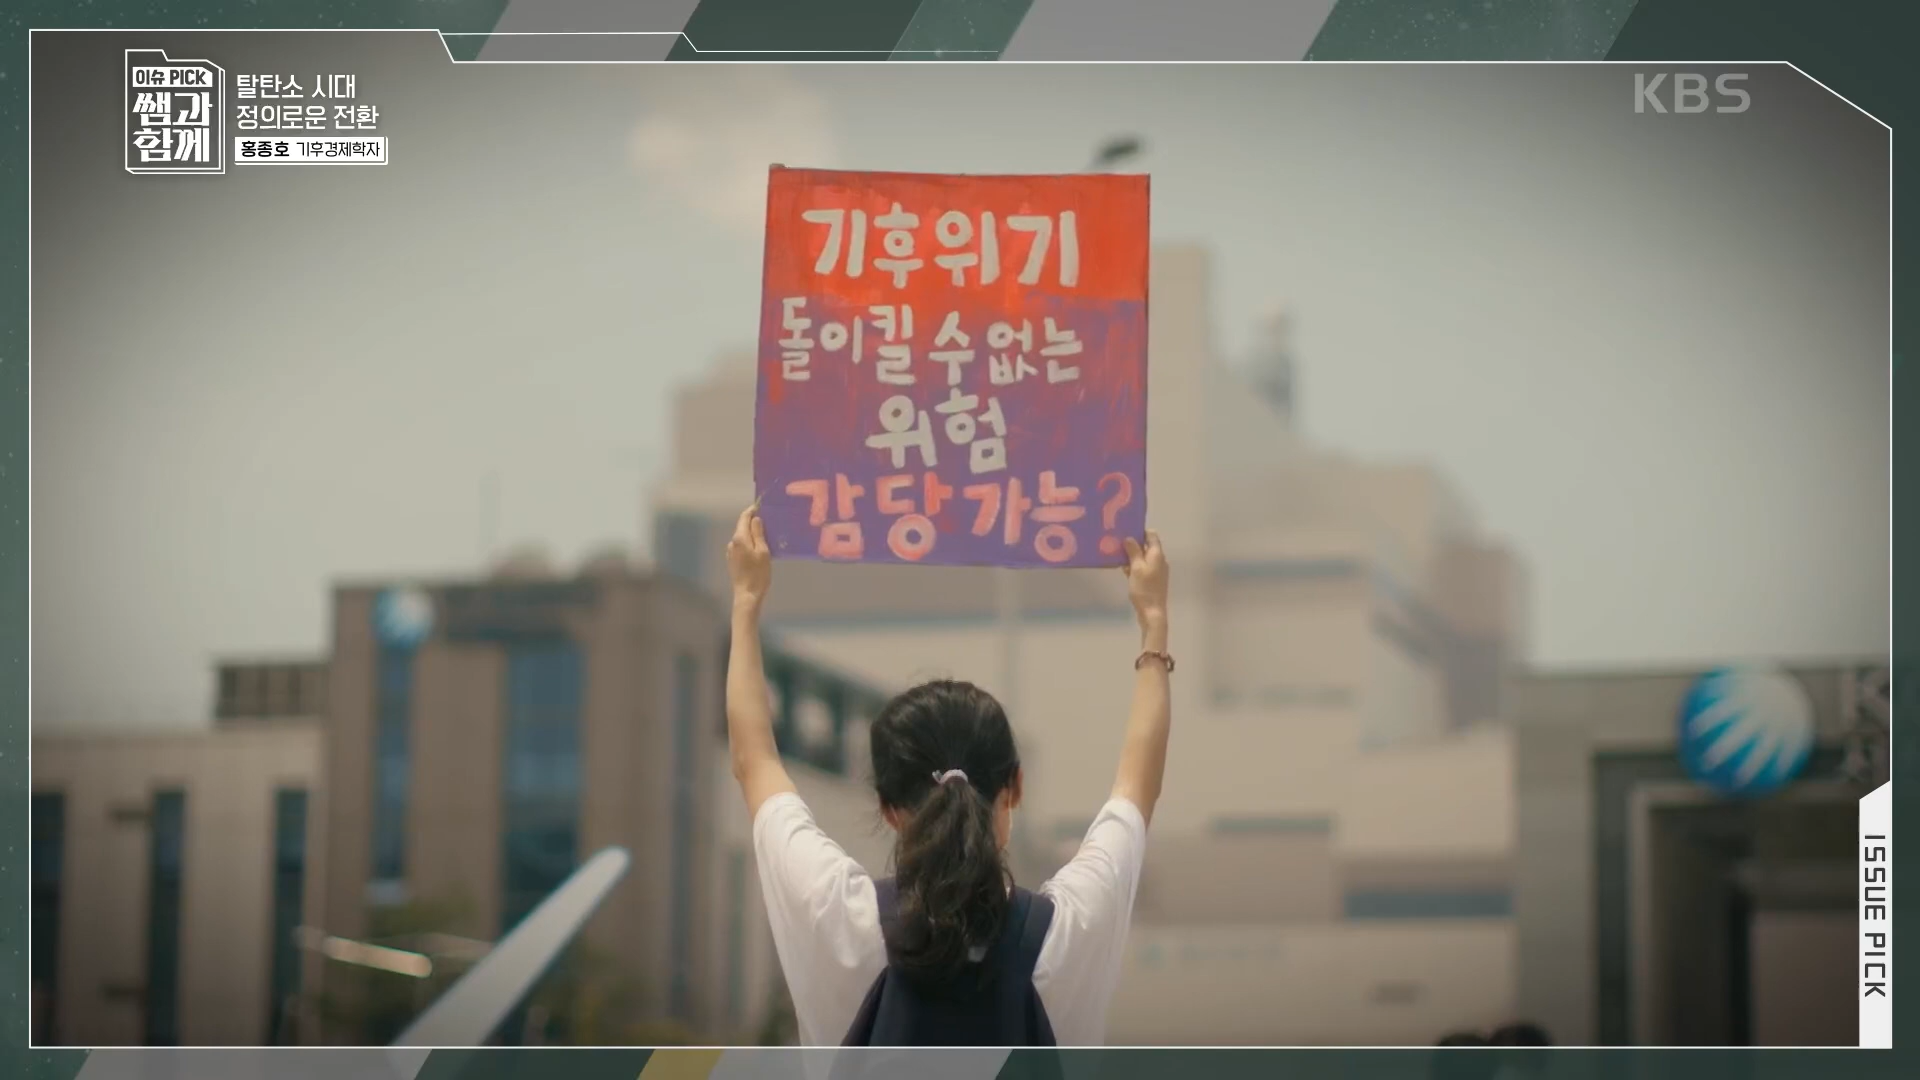 이슈 PICK
쌤과
함께
탈탄소 시대
정의로운 전환
홍종호 기후경제학자
KBS
기후위기
돌이킬 수 없는
위험
감당 가능?
ISSUE PICK